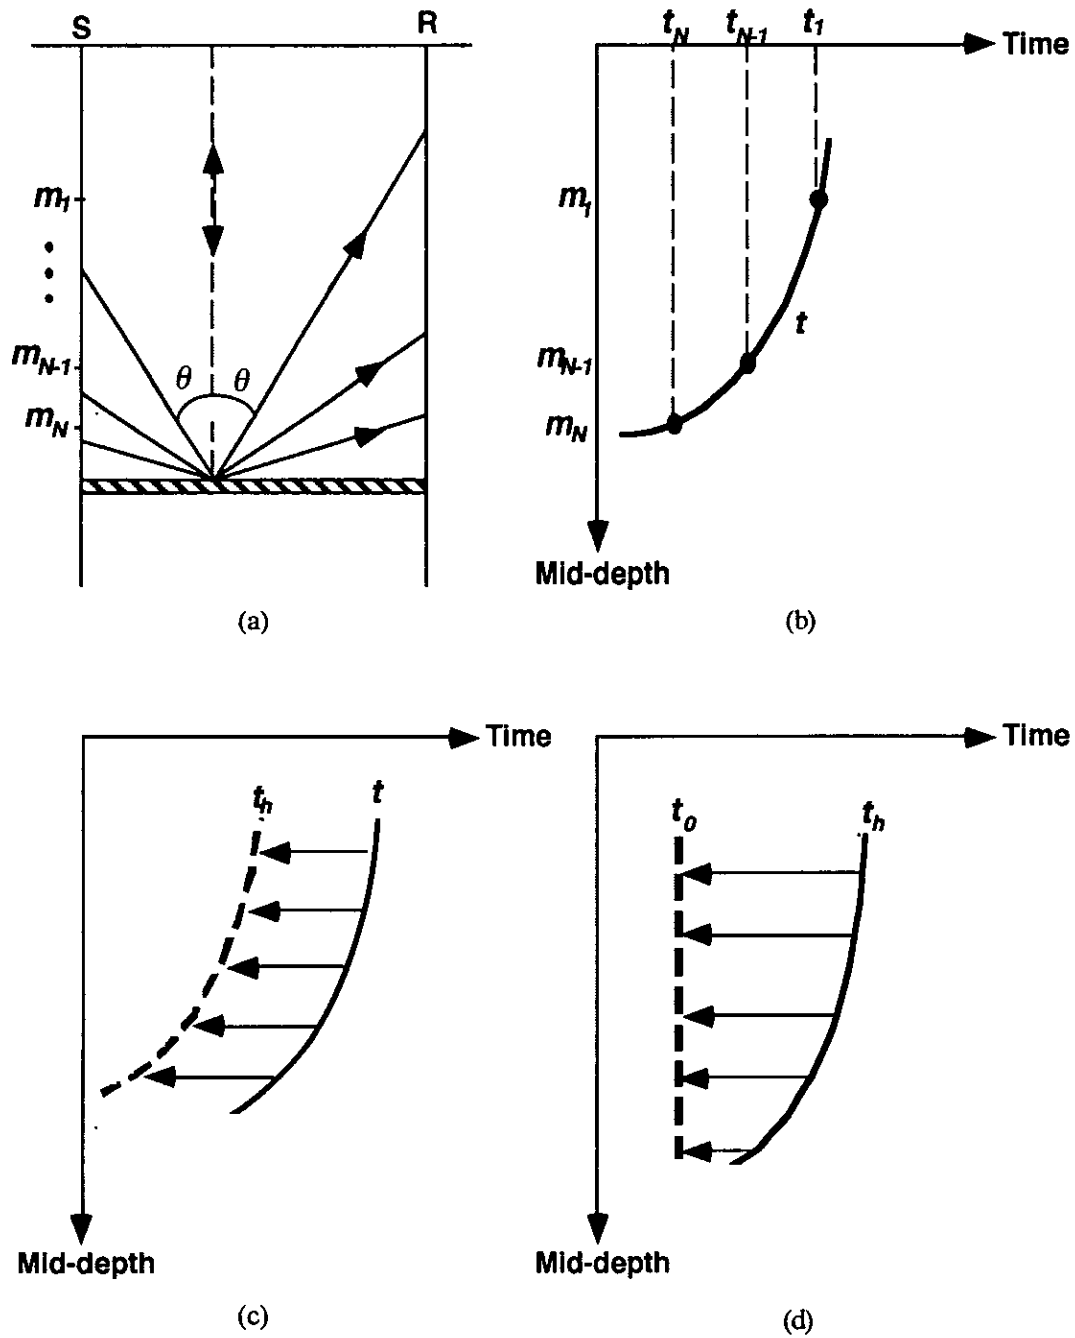 S R
m1
mN-1
mN
θ θ
(a)
tN tN-1 t1 Time
m1
mN-1
mN
t
Mid-depth
(b)
Time
th t
Mid-depth
(c)
Time
t0 th
Mid-depth
(d)